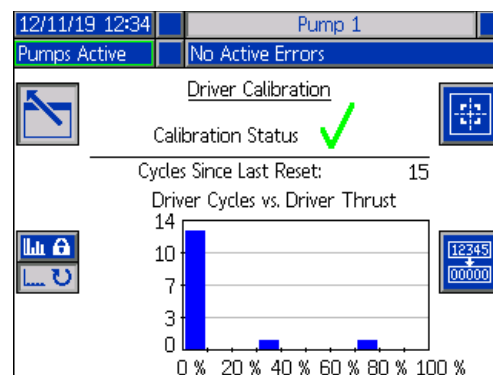 12/11/19 12:34
Pump 1
Pumps Active
No Active Errors
Driver Calibration
Calibration Status
Cycles Since Last Reset: 15
Driver Cycles vs. Driver Thrust
14
10
7
3
0
0 % 20 % 40 % 60 % 80 % 100 %
12345
00000